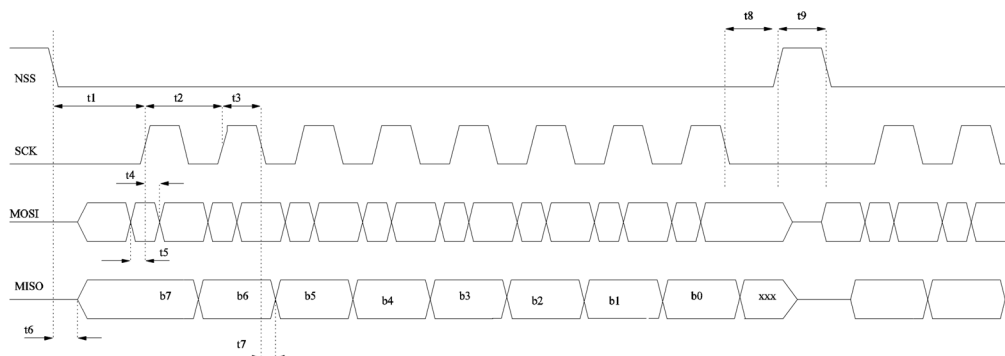 t8 t9
NSS
t1 t2 t3
SCK
t4
MOSI
t5
MISO b7 b6 b5 b4 b3 b2 b1 b0 xxx
t6
t7